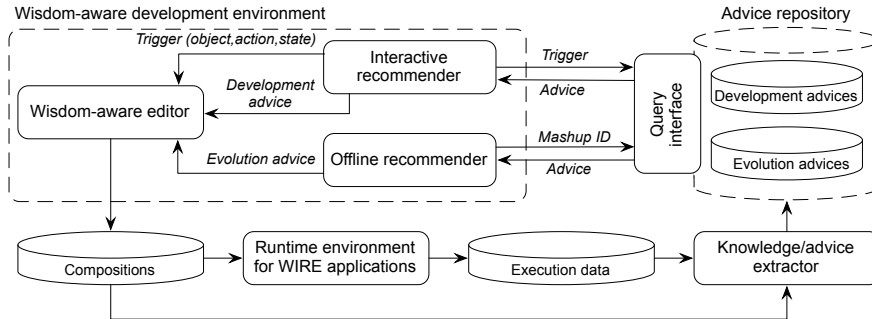 Wisdom-aware development environment
Advice repository
Trigger (object,action,state)
Interactive
recommender
Trigger
Advice
Development
advice
Wisdom-aware editor
Query
interface
Development advices
Evolution advice
Offline recommender
Mashup ID
Advice
Evolution advices
Compositions
Runtime environment
for WIRE applications
Execution data
Knowledge/advice
extractor